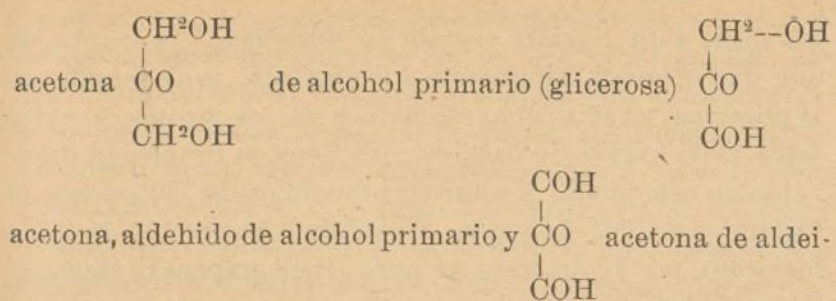 CH²OH CH²--OH
| |
acetona CO de alcohol primario (glicerosa) CO
| |
CH²OH COH
COH
|
acetona, aldehido de alcohol primario y CO acetona de aldei-
|
COH